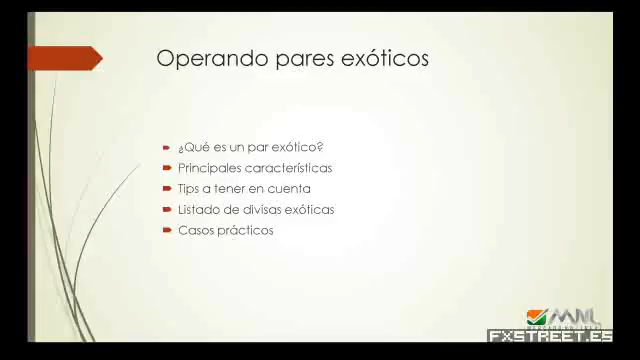 Operando pares exóticos
¿Qué es un par exótico?
Principales características
Tips a tener en cuenta
Listado de divisas exóticas
Casos prácticos
FXSTREET.ES